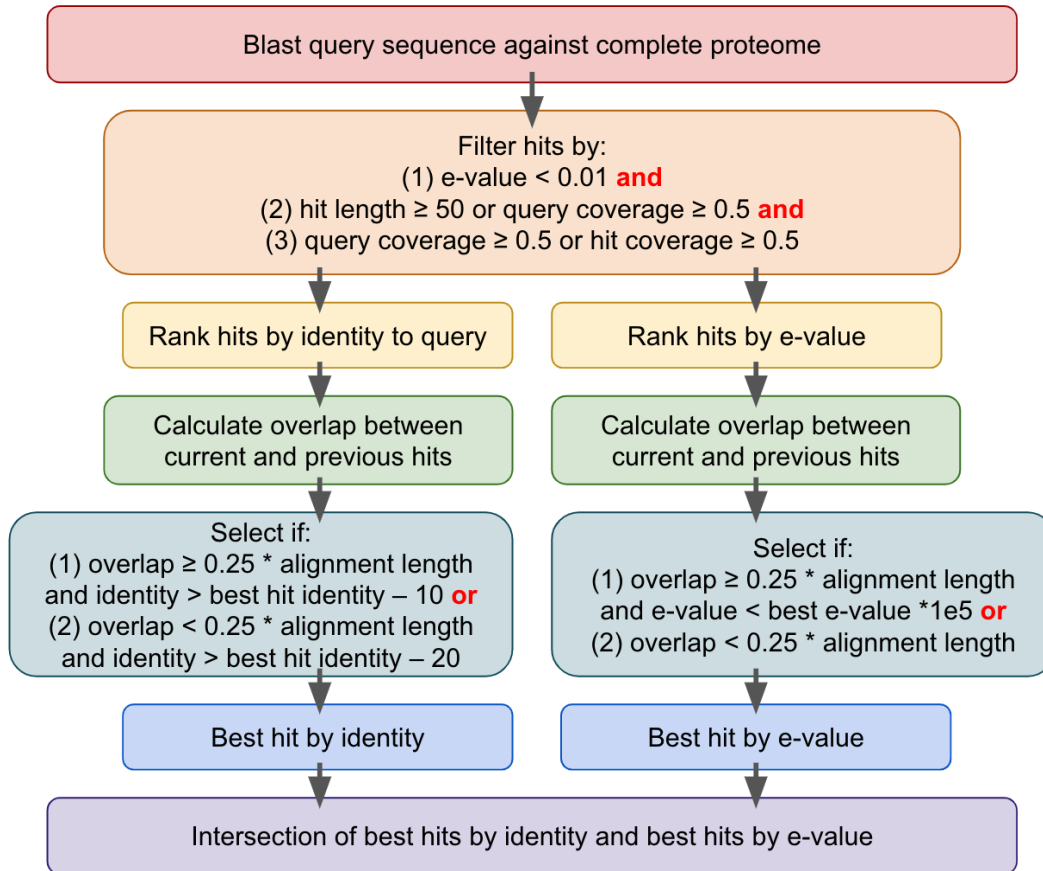 Blast query sequence against complete proteome
Filter hits by:
(1) e-value < 0.01 and
(2) hit length ≥ 50 or query coverage ≥ 0.5 and
(3) query coverage ≥ 0.5 or hit coverage ≥ 0.5
Rank hits by identity to query
Rank hits by e-value
Calculate overlap between
current and previous hits
Calculate overlap between
current and previous hits
Select if:
(1) overlap ≥ 0.25 * alignment length
and identity > best hit identity – 10 or
(2) overlap < 0.25 * alignment length
and identity > best hit identity – 20
Select if:
(1) overlap ≥ 0.25 * alignment length
and e-value < best e-value *1e5 or
(2) overlap < 0.25 * alignment length
Best hit by identity
Best hit by e-value
Intersection of best hits by identity and best hits by e-value